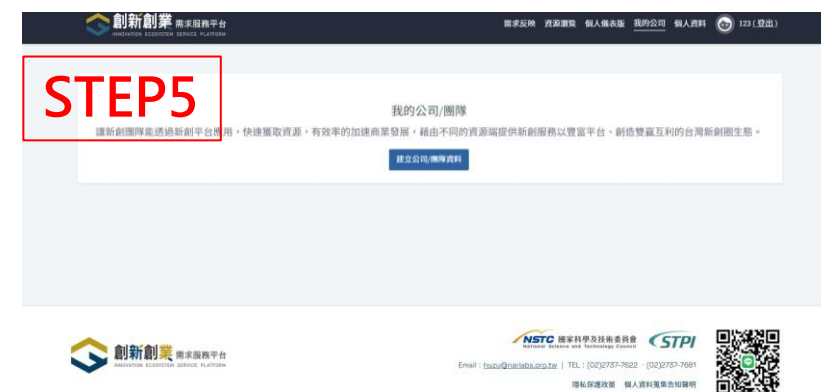 創新創業 需求服務平台
INNOVATION ECOSYSTEM SERVICE PLATFORM
需求反映 資源瀏覽 個人儀表版 我的公司 個人資料 123 (登出)
STEP5
我的公司/團隊
讓新創團隊能透過新創平台應用，快速獲取資源，有效率的加速商業發展，藉由不同的資源端提供新創服務以豐富平台、創造雙贏互利的台灣新創圈生態。
建立公司/團隊資料
NSTC 國家科學及技術委員會
National Science and Technology Council
STPI
創新創業 需求服務平台
INNOVATION ECOSYSTEM SERVICE PLATFORM
Email : huzu@narlabs.org.tw | TEL : (02)2737-7622、(02)2737-7681
隱私保護政策 個人資料蒐集告知聲明